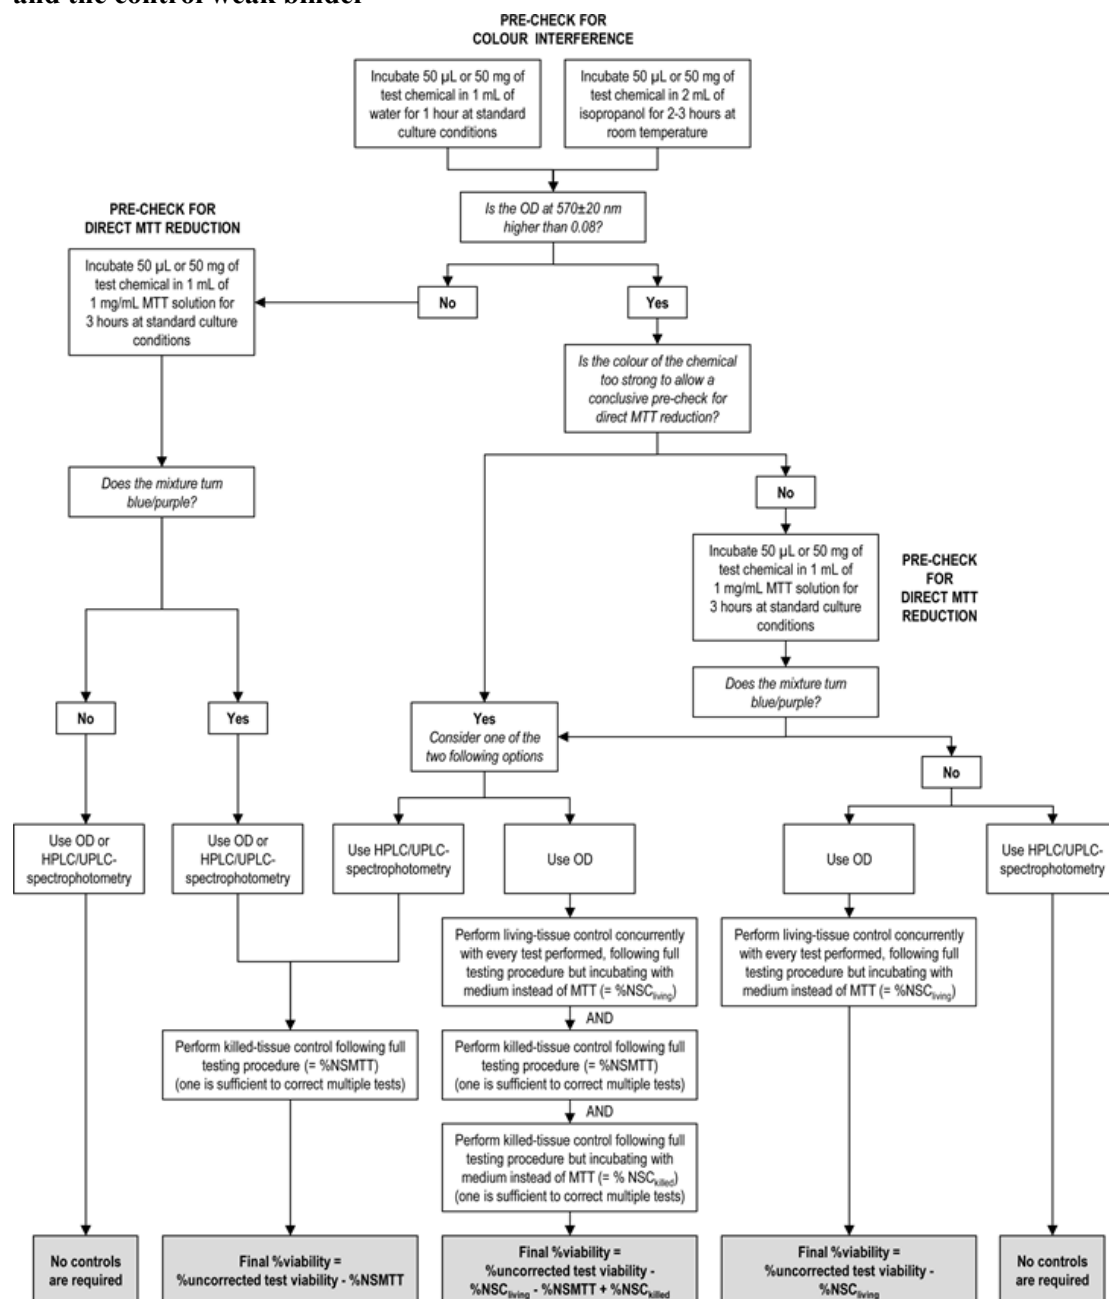 and the control weak binder
PRE-CHECK FOR
COLOUR INTERFERENCE
Incubate 50 µL or 50 mg of
test chemical in 1 mL of
water for 1 hour at standard
culture conditions
Incubate 50 µL or 50 mg of
test chemical in 2 mL of
isopropanol for 2-3 hours at
room temperature
Is the OD at 570±20 nm
higher than 0.08?
PRE-CHECK FOR
DIRECT MTT REDUCTION
Incubate 50 µL or 50 mg of
test chemical in 1 mL of
1 mg/mL MTT solution for
3 hours at standard culture
conditions
No
Yes
Is the colour of the chemical
too strong to allow a
conclusive pre-check for
direct MTT reduction?
Does the mixture turn
blue/purple?
No
Incubate 50 µL or 50 mg of
test chemical in 1 mL of
1 mg/mL MTT solution for
3 hours at standard culture
conditions
PRE-CHECK
FOR
DIRECT MTT
REDUCTION
Does the mixture turn
blue/purple?
No
Yes
Yes
Consider one of the
two following options
No
Use OD or
HPLC/UPLC-
spectrophotometry
Use OD or
HPLC/UPLC-
spectrophotometry
Use HPLC/UPLC-
spectrophotometry
Use OD
Use OD
Use HPLC/UPLC-
spectrophotometry
Perform living-tissue control concurrently
with every test performed, following full
testing procedure but incubating with
medium instead of MTT (= %NSCliving)
Perform living-tissue control concurrently
with every test performed, following full
testing procedure but incubating with
medium instead of MTT (= %NSCliving)
AND
Perform killed-tissue control following full
testing procedure (= %NSMTT)
(one is sufficient to correct multiple tests)
Perform killed-tissue control following full
testing procedure (= %NSMTT)
(one is sufficient to correct multiple tests)
AND
Perform killed-tissue control following full
testing procedure but incubating with
medium instead of MTT (= % NSCkilled)
(one is sufficient to correct multiple tests)
No controls
are required
Final %viability =
%uncorrected test viability - %NSMTT
Final %viability =
%uncorrected test viability -
%NSCliving - %NSMTT + %NSCkilled
Final %viability =
%uncorrected test viability -
%NSCliving
No controls
are required